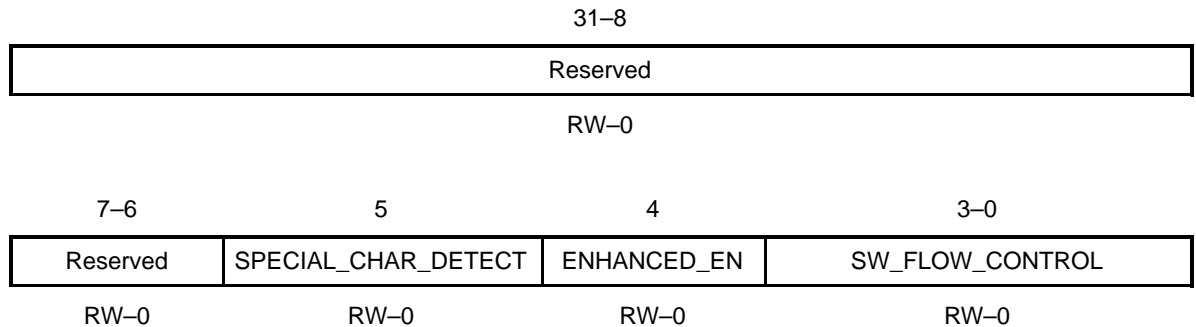 31–8
Reserved
RW–0
7–6 5 4 3–0
Reserved SPECIAL_CHAR_DETECT ENHANCED_EN SW_FLOW_CONTROL
RW–0 RW–0 RW–0 RW–0